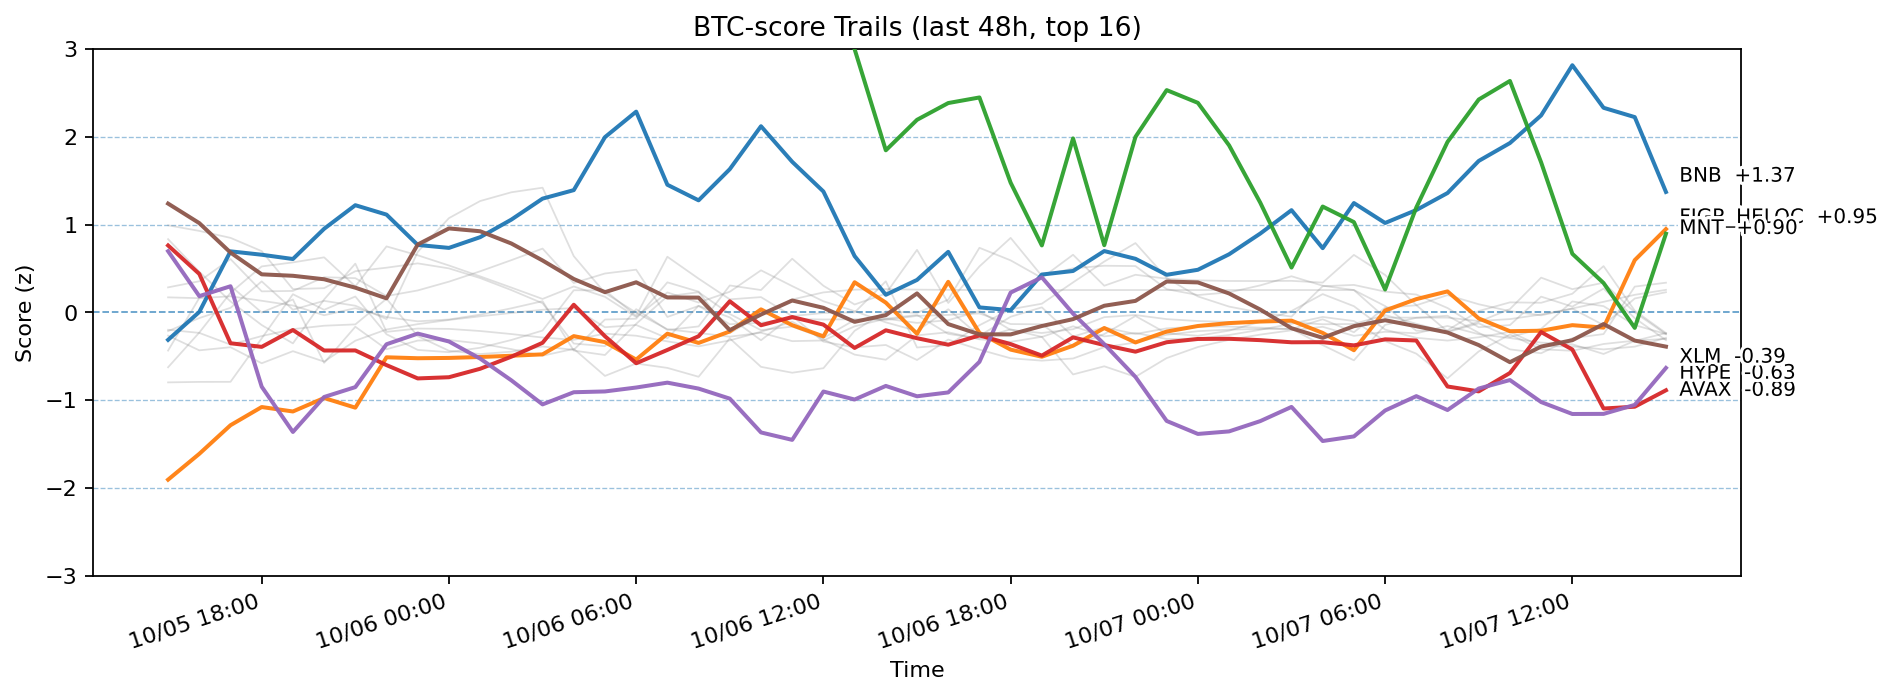 BTC-score Trails (last 48h, top 16)
Score (z)
3
2
1
0
−1
−2
−3
BNB +1.37
+0.95
MNT +0.90
XLM -0.39
HYPE -0.63
AVAX -0.89
10/05 18:00
10/06 00:00
10/06 06:00
10/06 12:00
10/06 18:00
10/07 00:00
10/07 06:00
10/07 12:00
Time